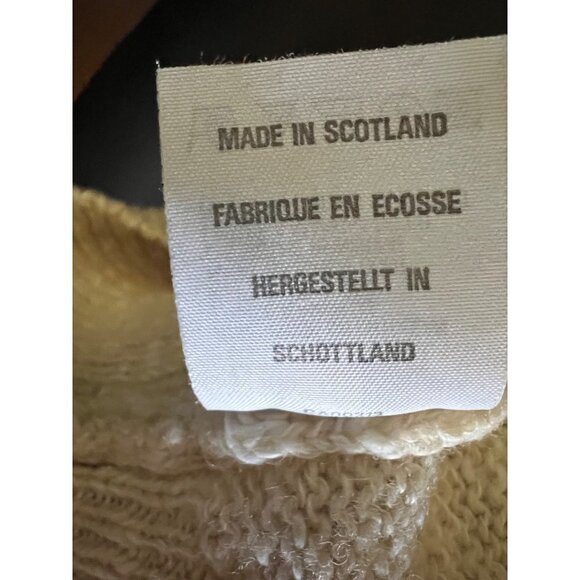 MADE IN SCOTLAND
FABRIQUE EN ECOSSE
HERGESTELLT IN
SCHOTTLAND